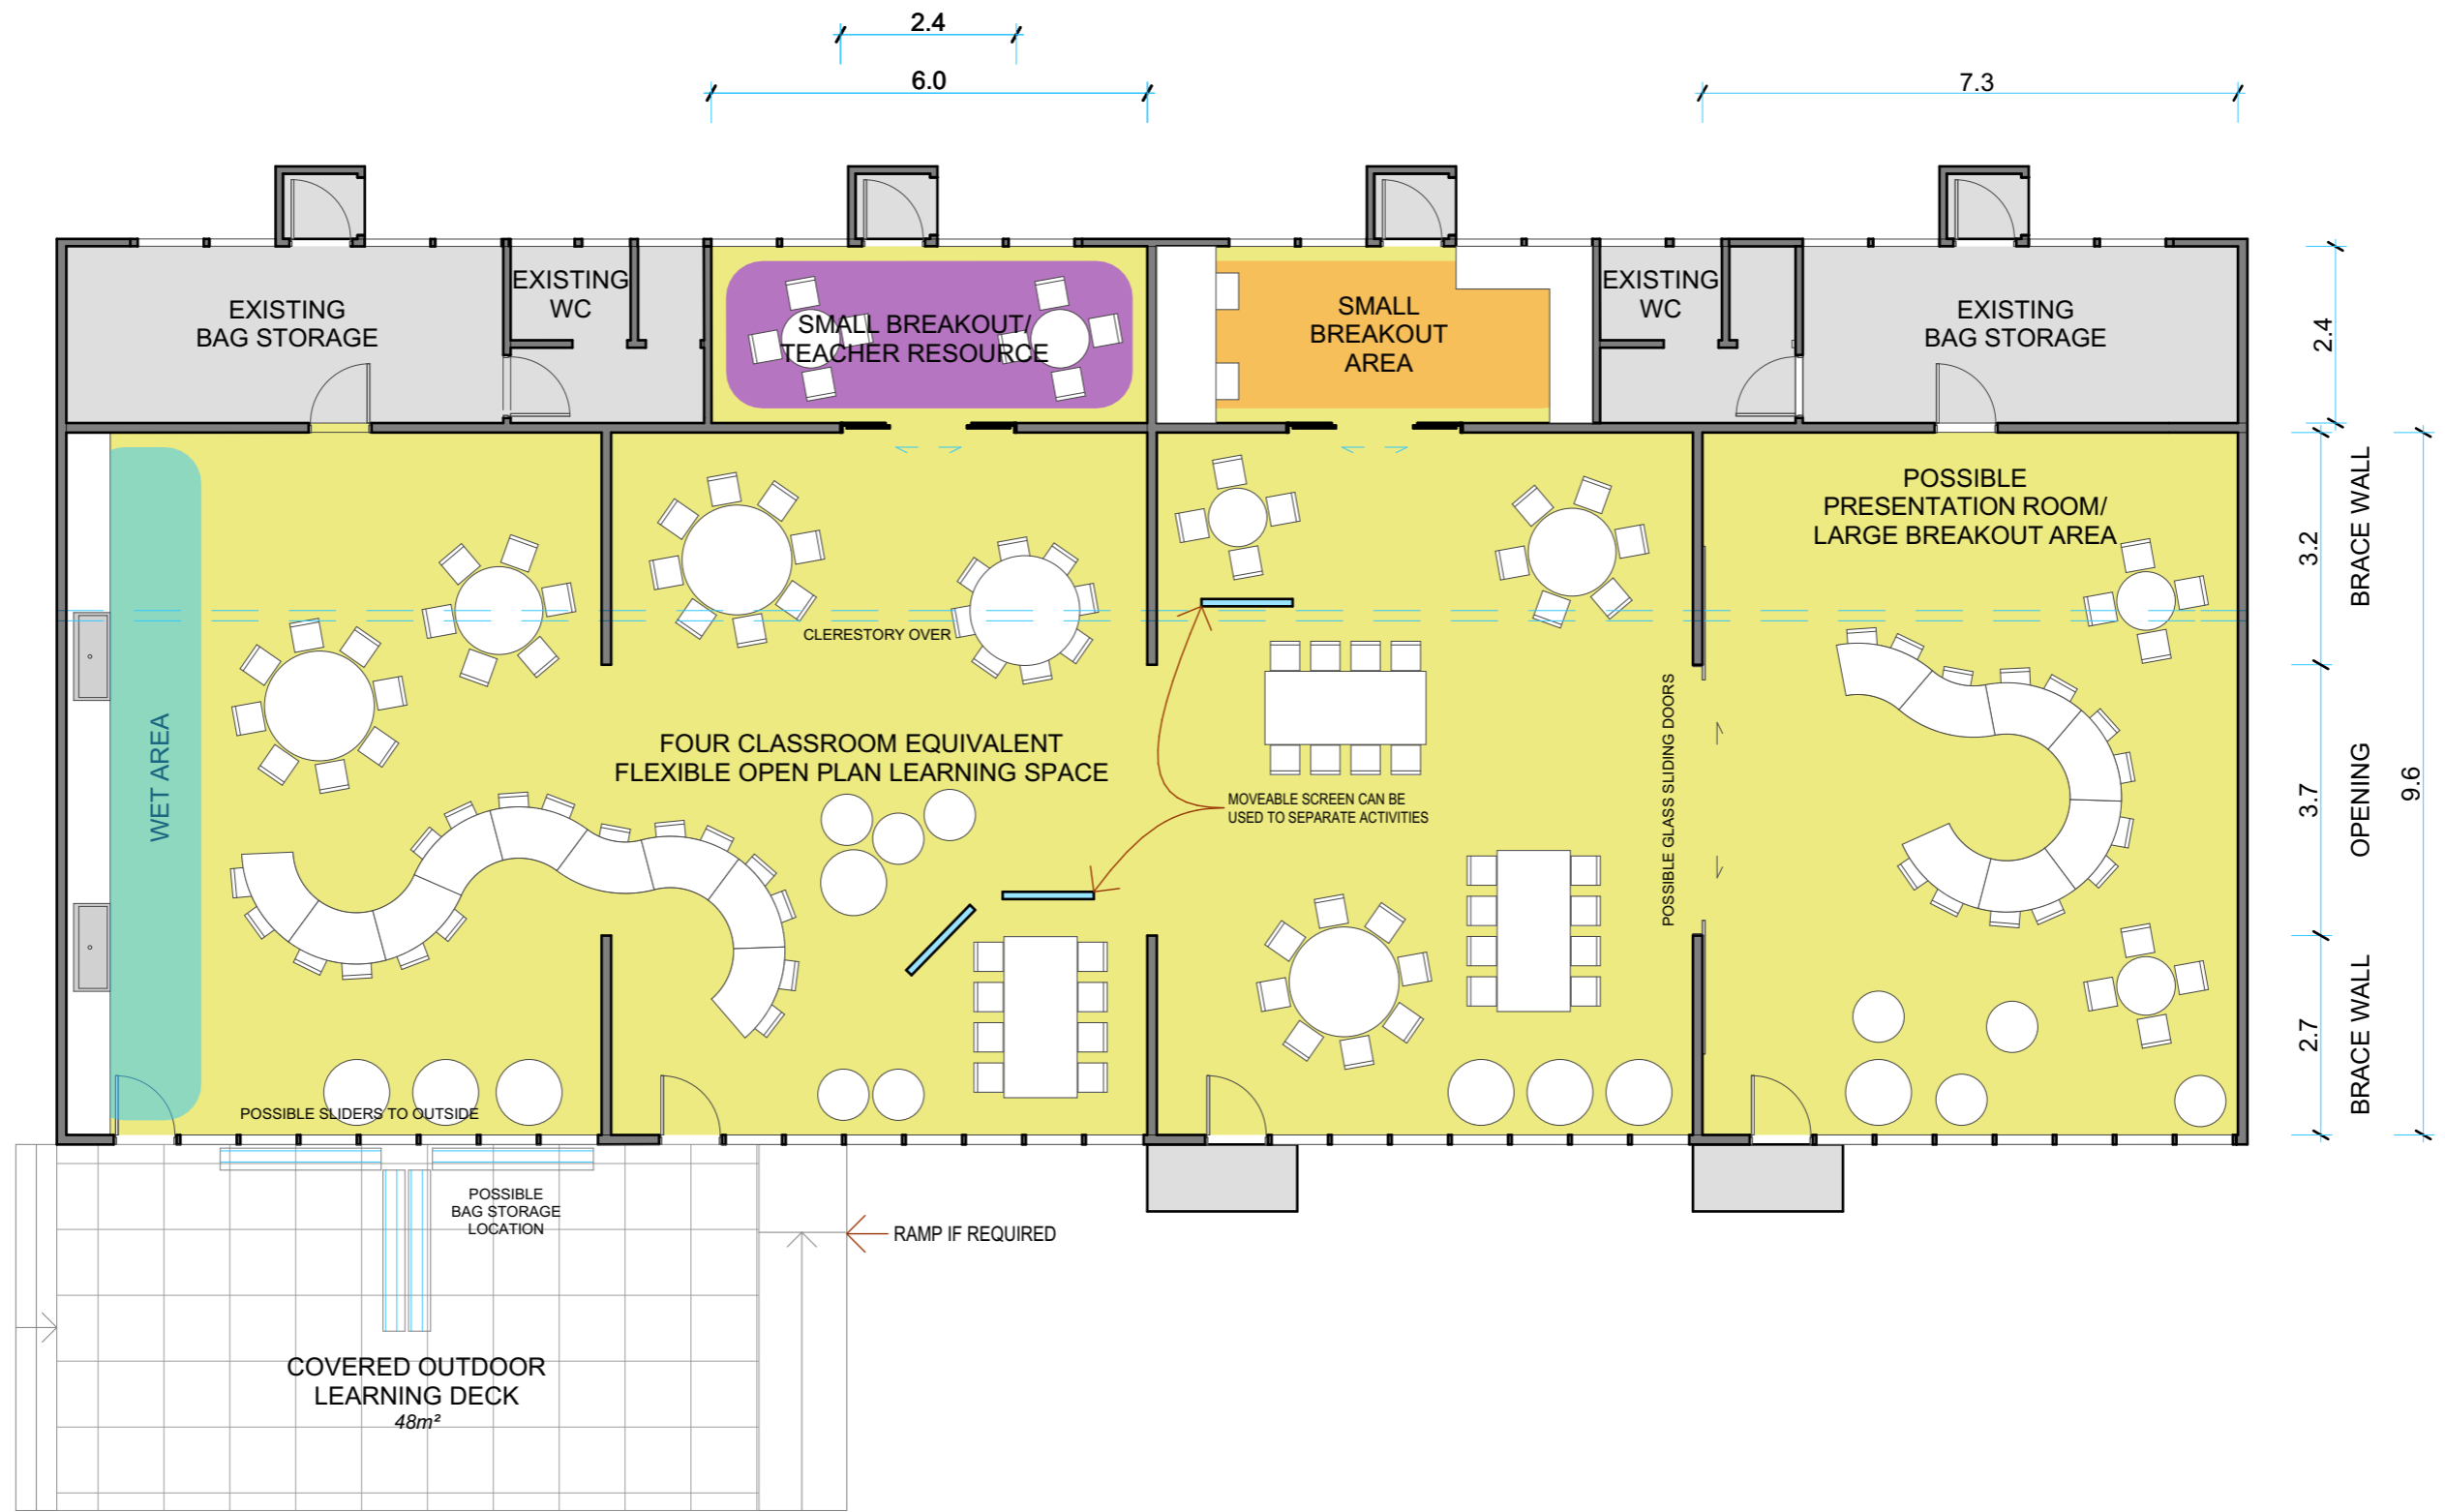 2.4
6.0
7.3
EXISTING
BAG STORAGE
EXISTING
WC
SMALL BREAKOUT/
TEACHER RESOURCE
SMALL
BREAKOUT
AREA
EXISTING
WC
EXISTING
BAG STORAGE
2.4
POSSIBLE
PRESENTATION ROOM/
LARGE BREAKOUT AREA
3.2
BRACE WALL
CLERESTORY OVER
WET AREA
FOUR CLASSROOM EQUIVALENT
FLEXIBLE OPEN PLAN LEARNING SPACE
MOVEABLE SCREEN CAN BE
USED TO SEPARATE ACTIVITIES
POSSIBLE GLASS SLIDING DOORS
3.7
OPENING
9.6
2.7
BRACE WALL
POSSIBLE SLIDERS TO OUTSIDE
POSSIBLE
BAG STORAGE
LOCATION
RAMP IF REQUIRED
COVERED OUTDOOR
LEARNING DECK
48m²